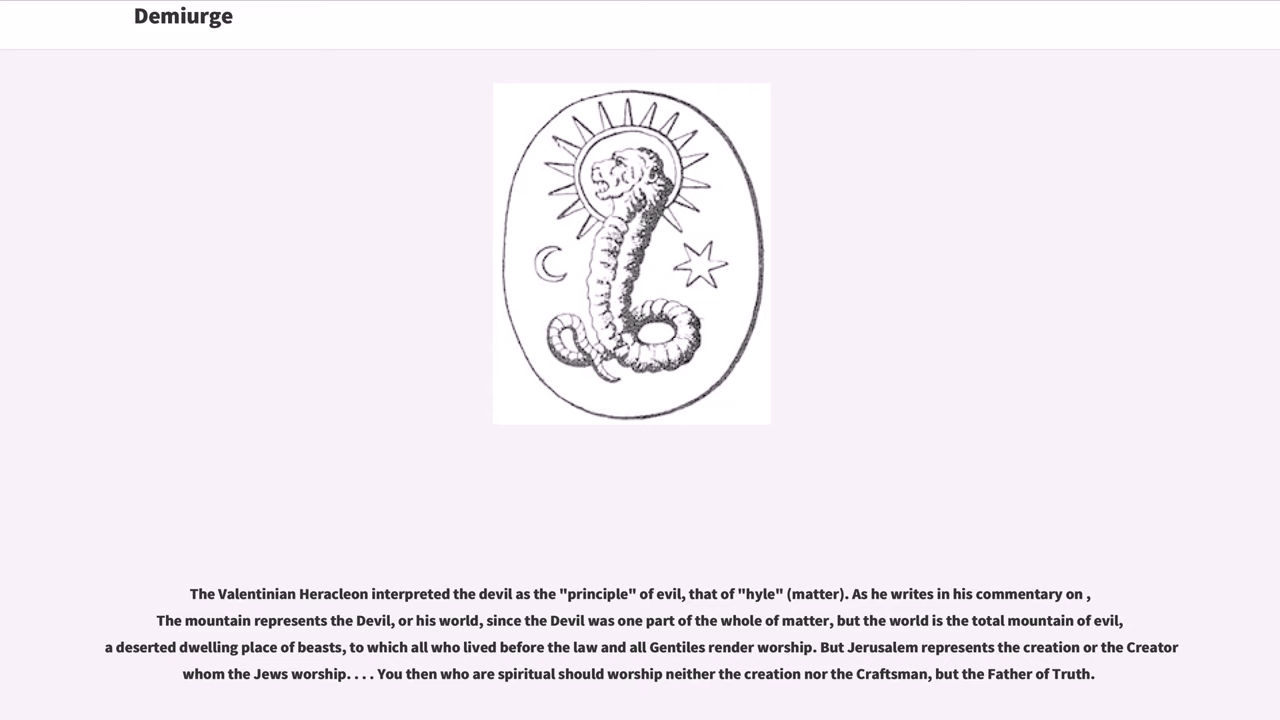 Demiurge
The Valentinian Heracleon interpreted the devil as the "principle" of evil, that of "hyle" (matter). As he writes in his commentary on ,
The mountain represents the Devil, or his world, since the Devil was one part of the whole of matter, but the world is the total mountain of evil,
a deserted dwelling place of beasts, to which all who lived before the law and all Gentiles render worship. But Jerusalem represents the creation or the Creator
whom the Jews worship. . . . You then who are spiritual should worship neither the creation nor the Craftsman, but the Father of Truth.